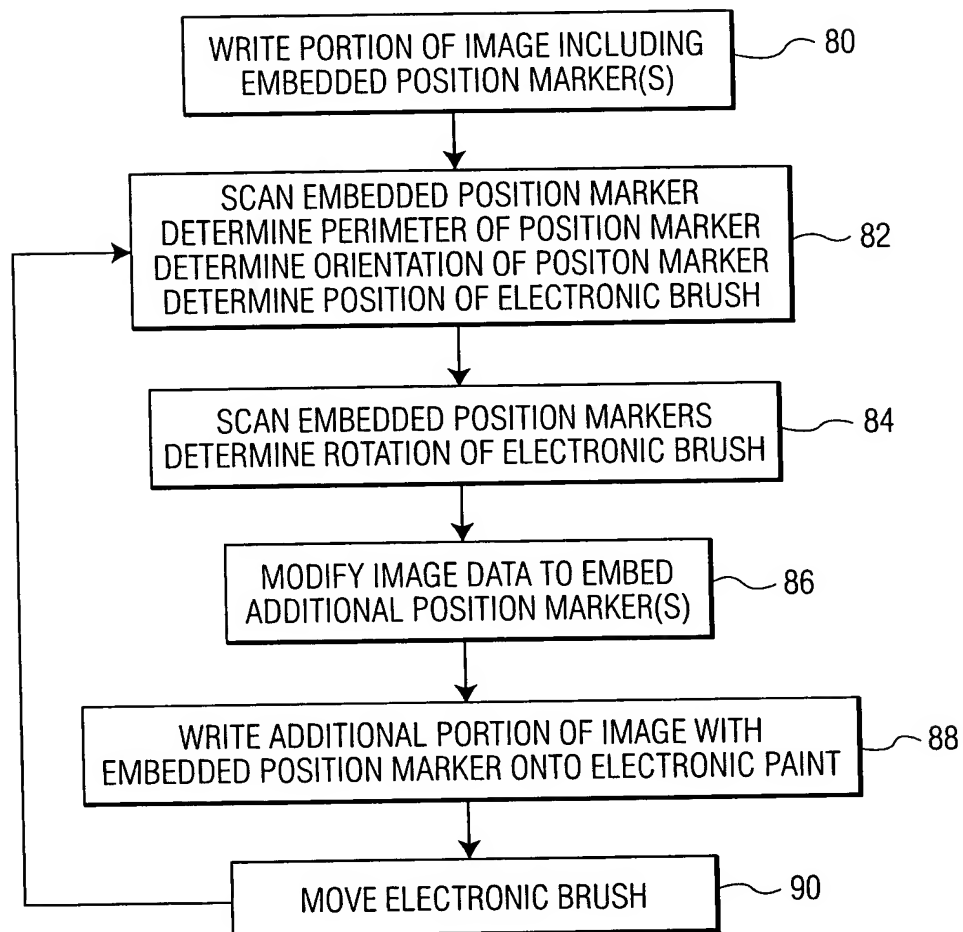 WRITE PORTION OF IMAGE INCLUDING
EMBEDDED POSITION MARKER(S)
80
SCAN EMBEDDED POSITION MARKER
DETERMINE PERIMETER OF POSITION MARKER
DETERMINE ORIENTATION OF POSITON MARKER
DETERMINE POSITION OF ELECTRONIC BRUSH
82
SCAN EMBEDDED POSITION MARKERS
DETERMINE ROTATION OF ELECTRONIC BRUSH
84
MODIFY IMAGE DATA TO EMBED
ADDITIONAL POSITION MARKER(S)
86
WRITE ADDITIONAL PORTION OF IMAGE WITH
EMBEDDED POSITION MARKER ONTO ELECTRONIC PAINT
88
MOVE ELECTRONIC BRUSH
90